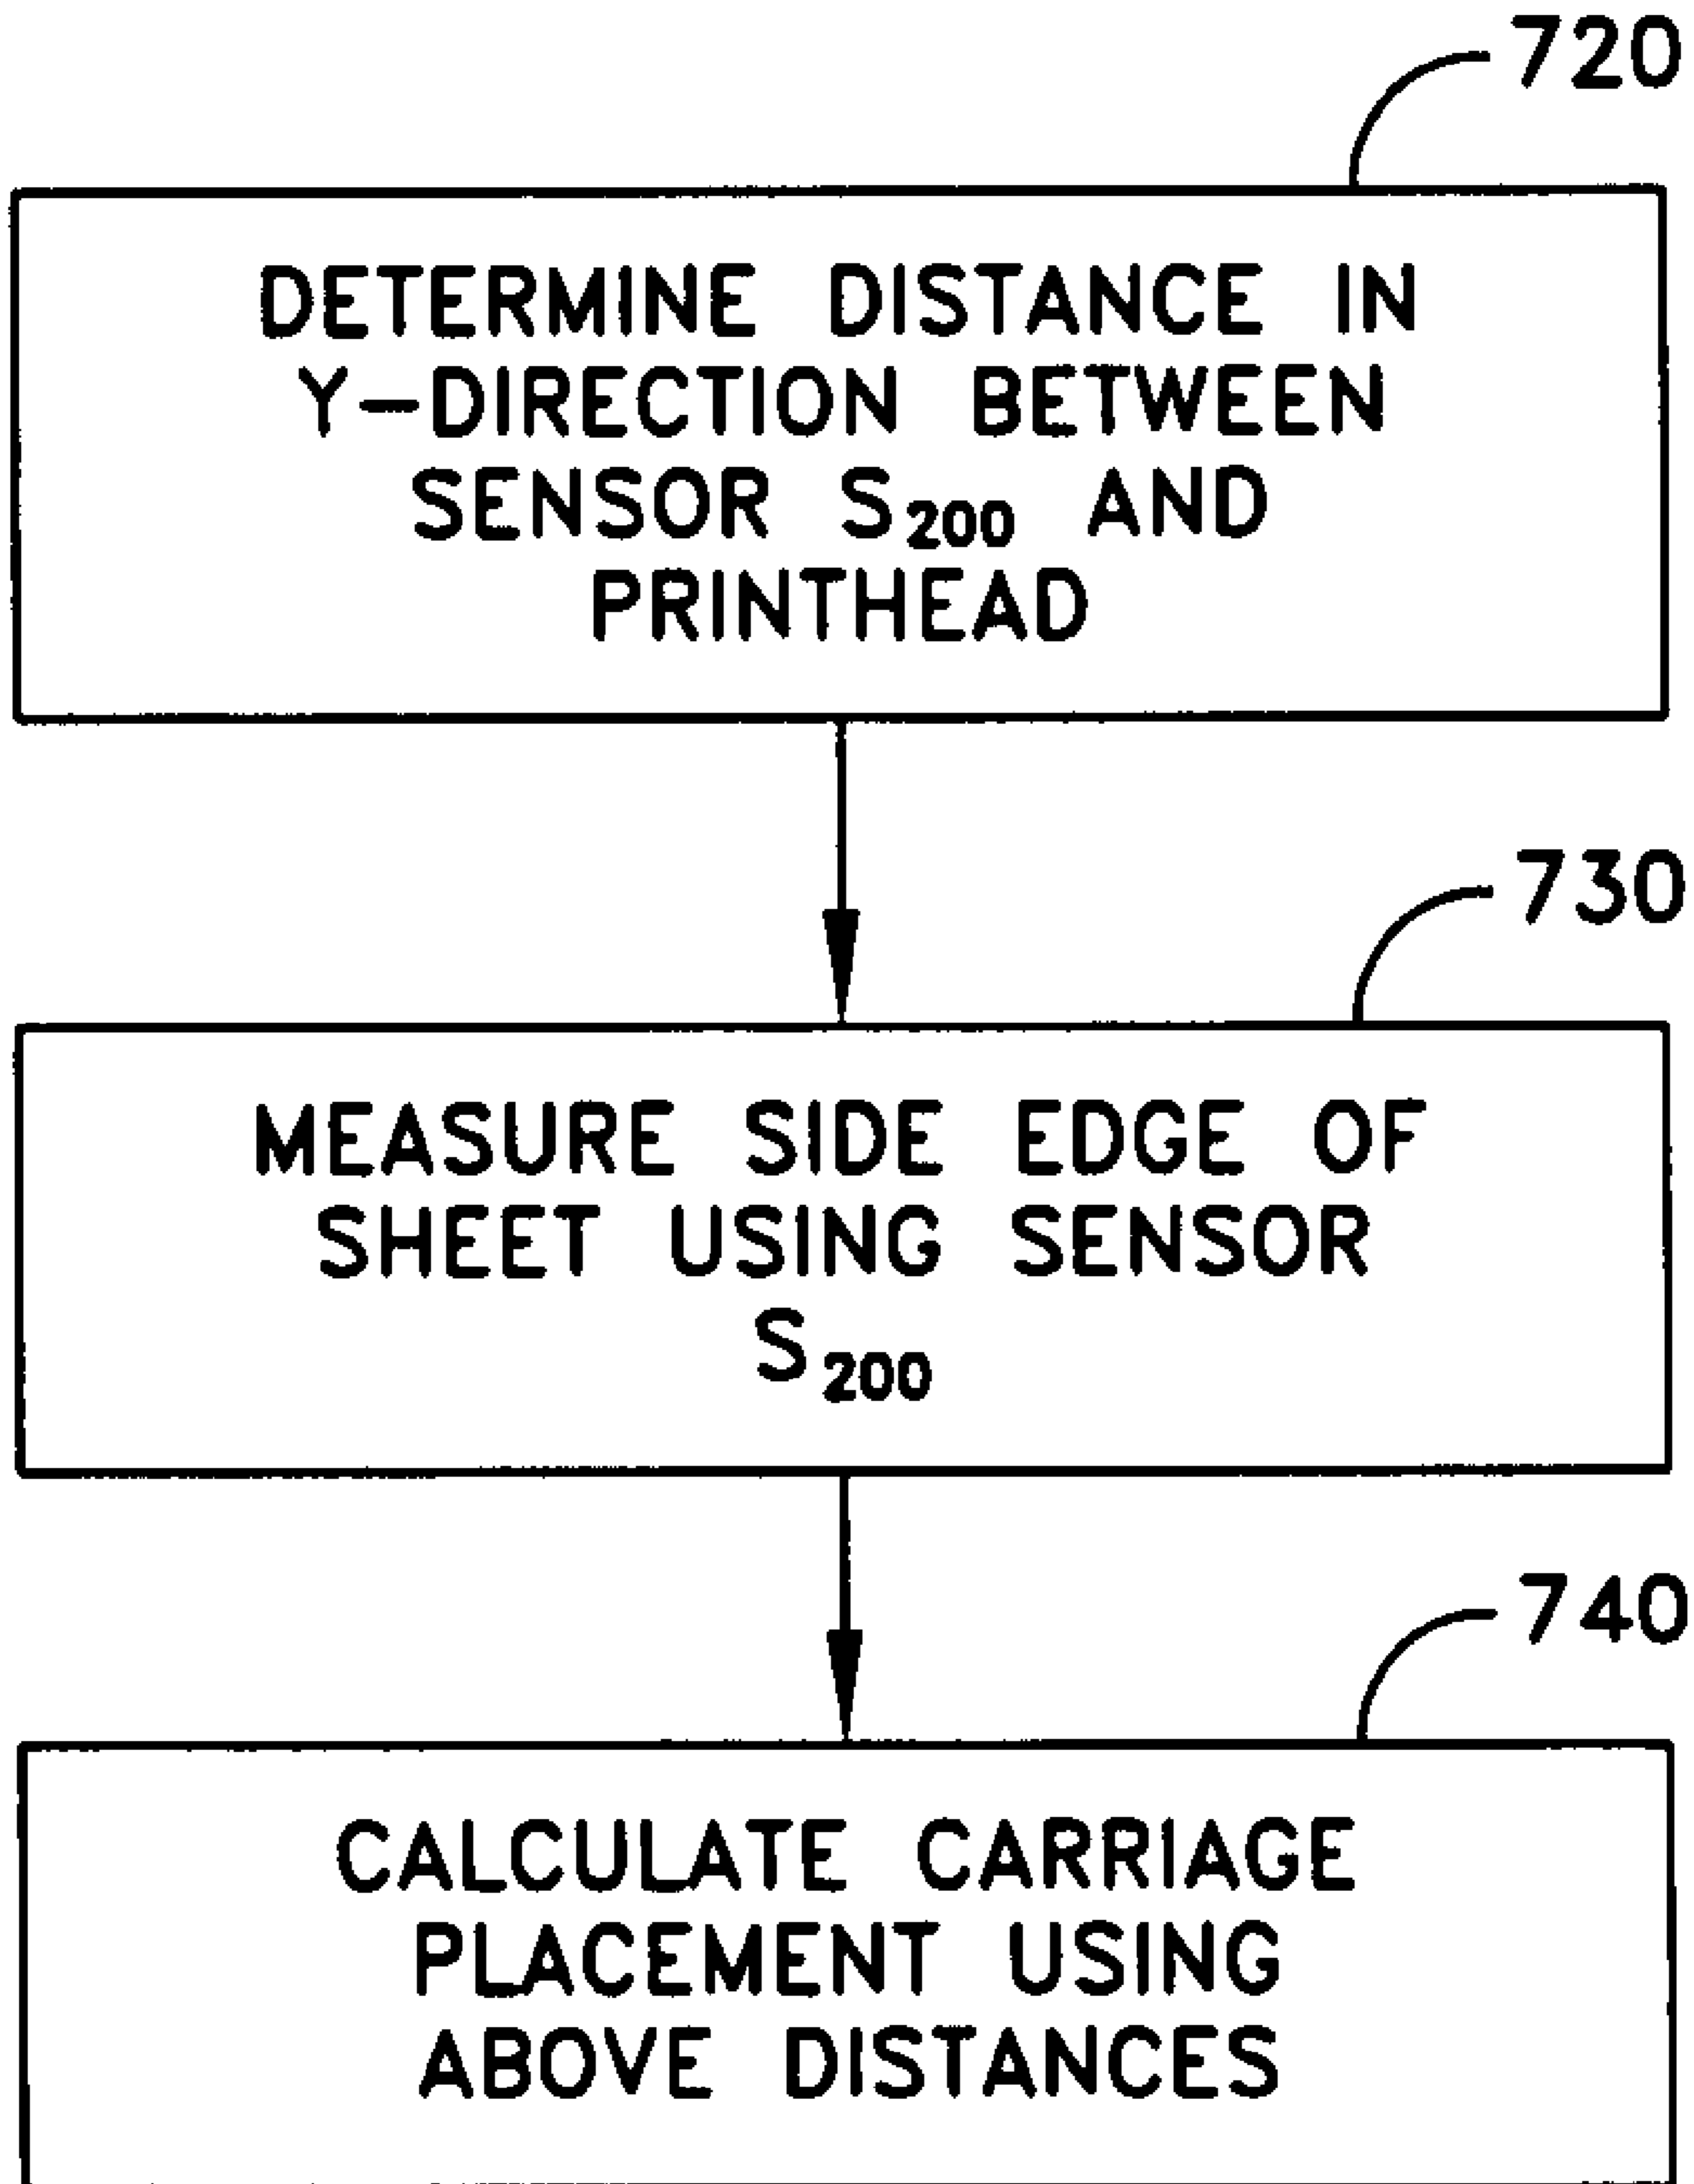 720
DETERMINE DISTANCE IN
Y-DIRECTION BETWEEN
SENSOR S₂₀₀ AND
PRINTHEAD
730
MEASURE SIDE EDGE OF
SHEET USING SENSOR
S₂₀₀
740
CALCULATE CARRIAGE
PLACEMENT USING
ABOVE DISTANCES